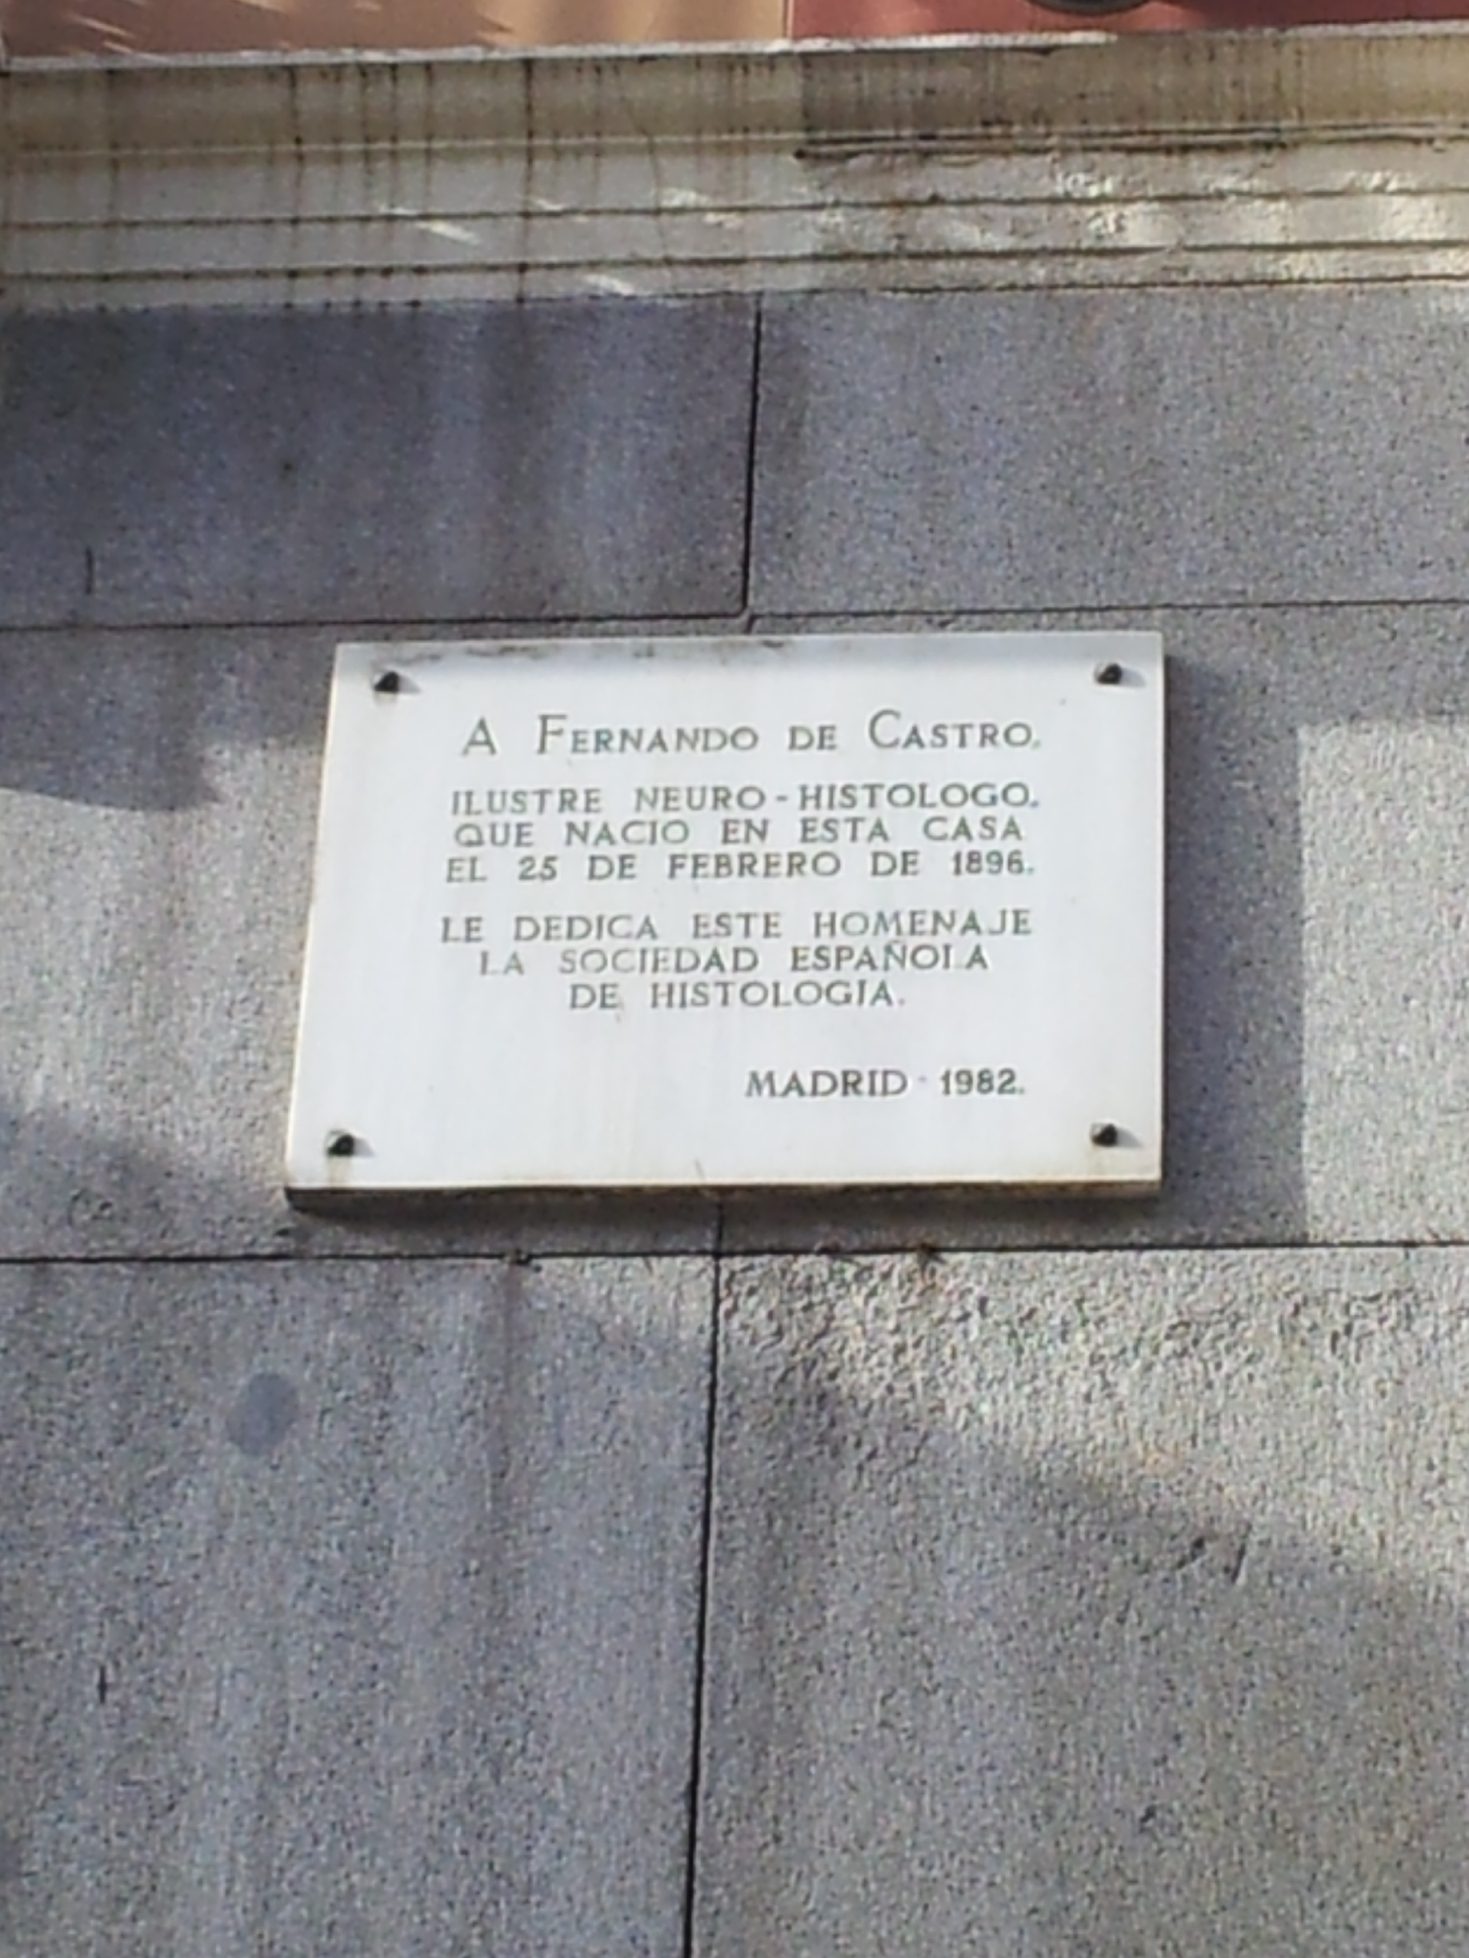 A FERNANDO DE CASTRO.
ILUSTRE NEURO-HISTOLOGO.
QUE NACIO EN ESTA CASA
EL 25 DE FEBRERO DE 1896.
LE DEDICA ESTE HOMENAJE
LA SOCIEDAD ESPAÑOLA
DE HISTOLOGIA.
MADRID - 1982.